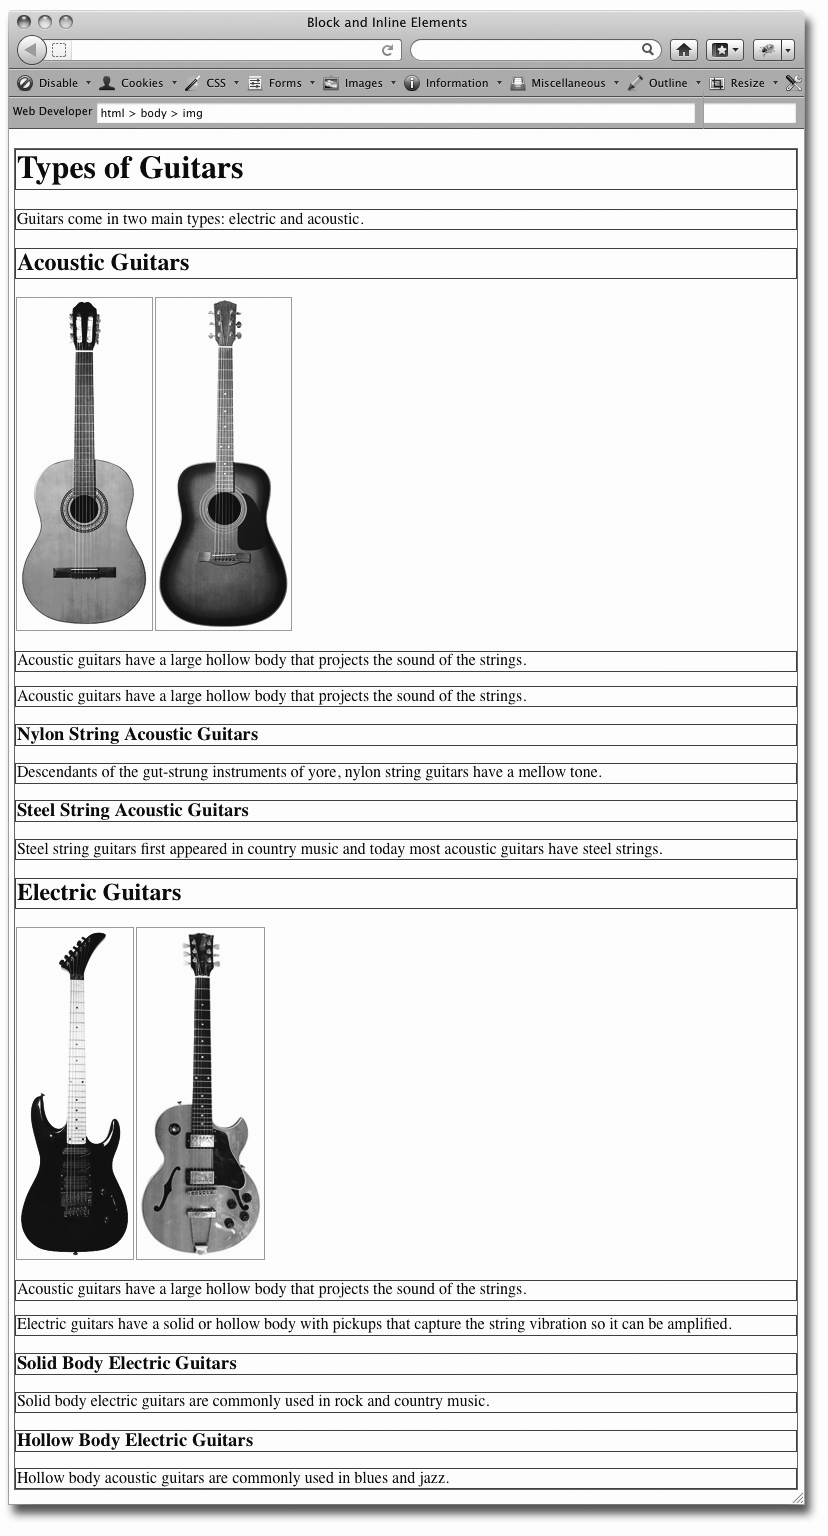 Block and Inline Elements
Disable Cookies CSS Forms Images Information Miscellaneous Outline Resize
Web Developer html > body > img
Types of Guitars
Guitars come in two main types: electric and acoustic.
Acoustic Guitars
Acoustic guitars have a large hollow body that projects the sound of the strings.
Acoustic guitars have a large hollow body that projects the sound of the strings.
Nylon String Acoustic Guitars
Descendants of the gut-strung instruments of yore, nylon string guitars have a mellow tone.
Steel String Acoustic Guitars
Steel string guitars first appeared in country music and today most acoustic guitars have steel strings.
Electric Guitars
Acoustic guitars have a large hollow body that projects the sound of the strings.
Electric guitars have a solid or hollow body with pickups that capture the string vibration so it can be amplified.
Solid Body Electric Guitars
Solid body electric guitars are commonly used in rock and country music.
Hollow Body Electric Guitars
Hollow body acoustic guitars are commonly used in blues and jazz.